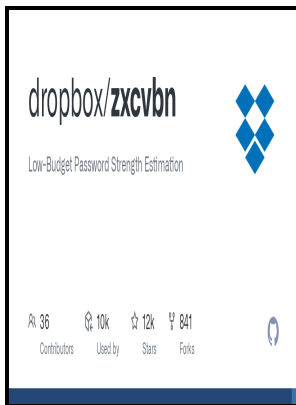 dropbox/zxcvbn
Low-Budget Password Strength Estimation
36 10k 12k 841
Contributors Used by Stars Forks